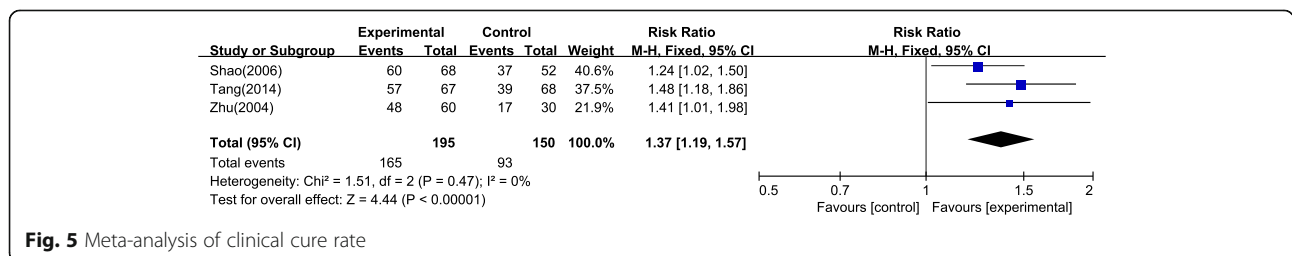 Experimental Control Risk Ratio Risk Ratio
Study or Subgroup Events Total Events Total Weight M-H, Fixed, 95% CI M-H, Fixed, 95% CI
Shao(2006) 60 68 37 52 40.6% 1.24 [1.02, 1.50]
Tang(2014) 57 67 39 68 37.5% 1.48 [1.18, 1.86]
Zhu(2004) 48 60 17 30 21.9% 1.41 [1.01, 1.98]
Total (95% CI) 195 150 100.0% 1.37 [1.19, 1.57]
Total events 165 93
Heterogeneity: Chi² = 1.51, df = 2 (P = 0.47); I² = 0%
Test for overall effect: Z = 4.44 (P < 0.00001)
0.5 0.7 1 1.5 2
Favours [control] Favours [experimental]
Fig. 5 Meta-analysis of clinical cure rate